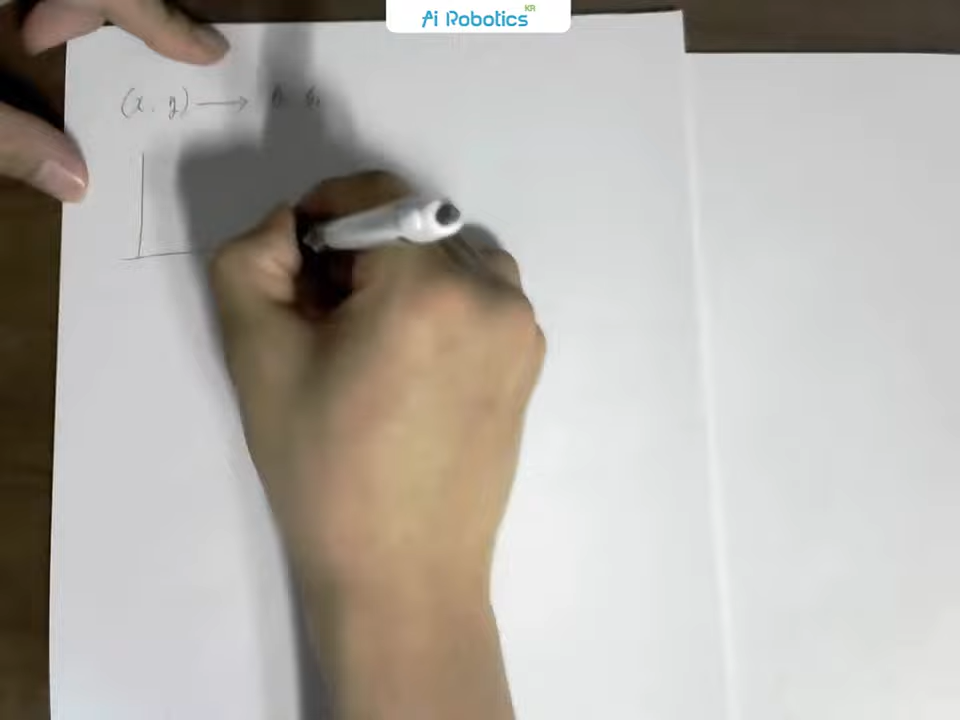 Ai Robotics KR
(x, y) →